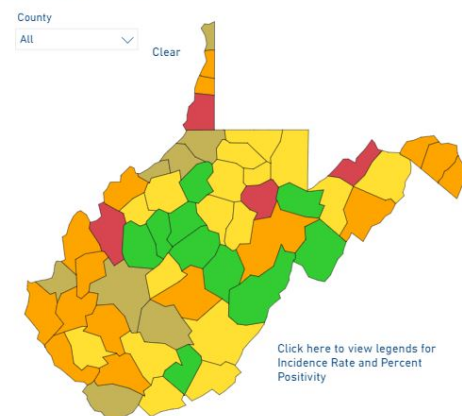 County
All
Clear
Click here to view legends for
Incidence Rate and Percent
Positivity